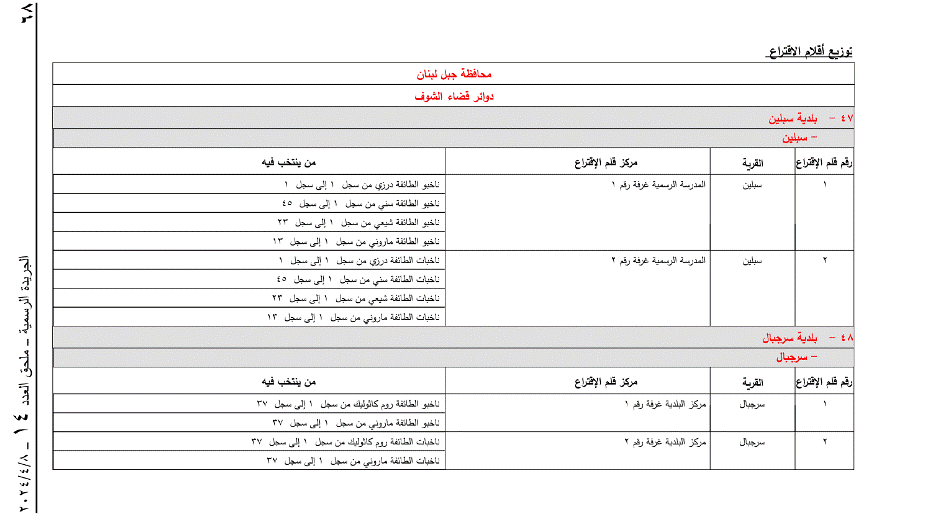 ٦٨
الجريدة الرسمية – ملحق العدد ١٤ – ٢٠٢٤/٤/٨
توزيع أقلام الاقتراع
محافظة جبل لبنان
دوائر قضاء الشوف
٤٧ - بلدية سبلين
- سبلين
رقم قلم الإقتراع القرية مركز قلم الإقتراع من ينتخب فيه
١ سبلين المدرسة الرسمية غرفة رقم ١ ناخبو الطائفة درزي من سجل ١ إلى سجل ١
ناخبو الطائفة سني من سجل ١ إلى سجل ٤٥
ناخبو الطائفة شيعي من سجل ١ إلى سجل ٢٣
ناخبو الطائفة ماروني من سجل ١ إلى سجل ١٣
٢ سبلين المدرسة الرسمية غرفة رقم ٢ ناخبات الطائفة درزي من سجل ١ إلى سجل ١
ناخبات الطائفة سني من سجل ١ إلى سجل ٤٥
ناخبات الطائفة شيعي من سجل ١ إلى سجل ٢٣
ناخبات الطائفة ماروني من سجل ١ إلى سجل ١٣
٤٨ - بلدية سرجبال
- سرجبال
رقم قلم الإقتراع القرية مركز قلم الإقتراع من ينتخب فيه
١ سرجبال مركز البلدية غرفة رقم ١ ناخبو الطائفة روم كاثوليك من سجل ١ إلى سجل ٣٧
ناخبو الطائفة ماروني من سجل ١ إلى سجل ٣٧
٢ سرجبال مركز البلدية غرفة رقم ٢ ناخبات الطائفة روم كاثوليك من سجل ١ إلى سجل ٣٧
ناخبات الطائفة ماروني من سجل ١ إلى سجل ٣٧